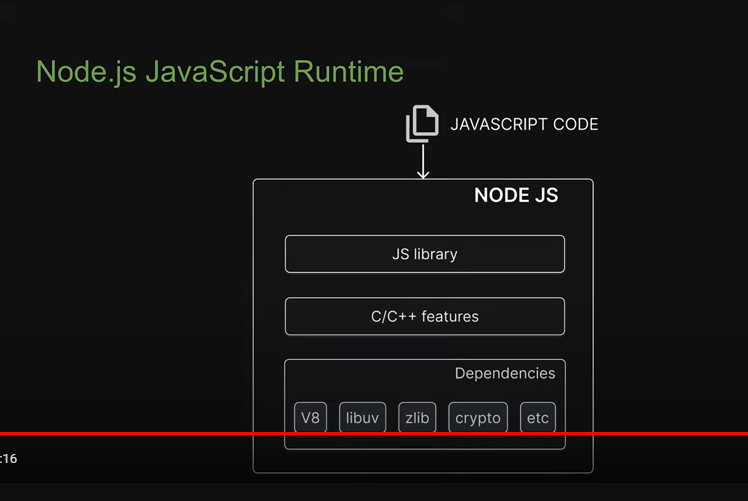 Node.js JavaScript Runtime
JAVASCRIPT CODE
NODE JS
JS library
C/C++ features
Dependencies
V8 libuv zlib crypto etc
:16